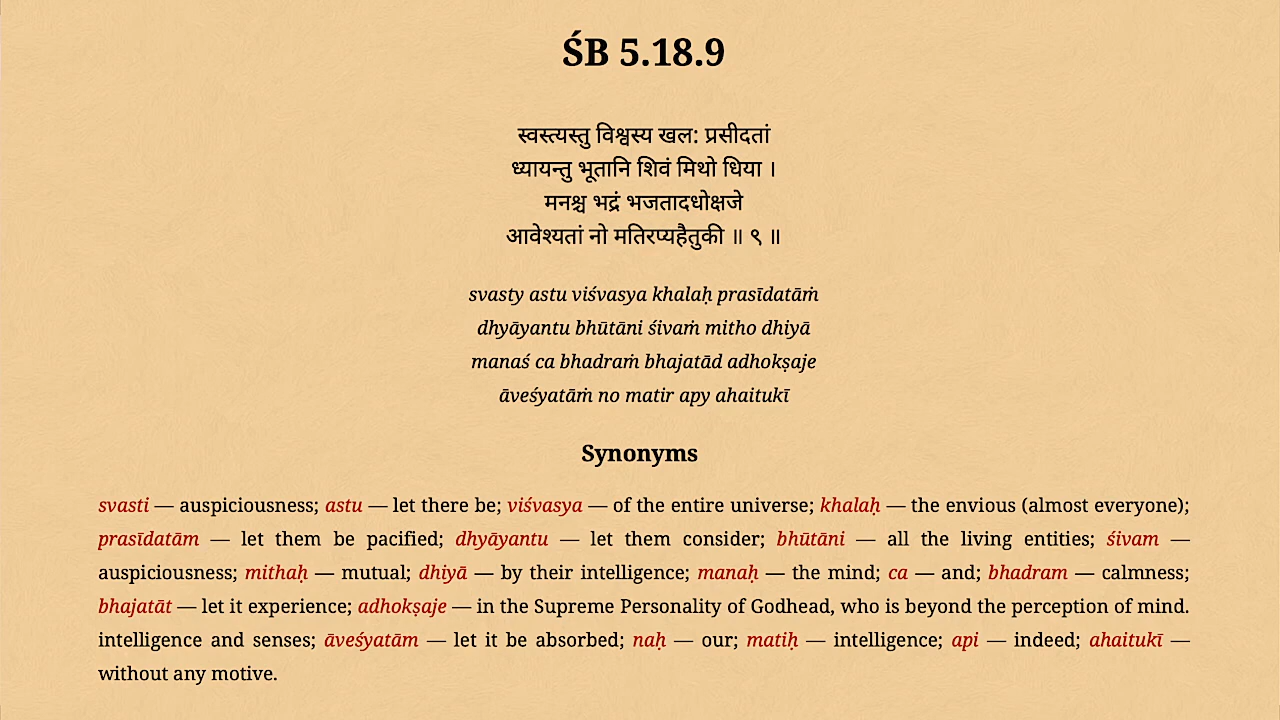 ŚB 5.18.9
स्वस्त्यस्तु विश्वस्य खल: प्रसीदतां
ध्यायन्तु भूतानि शिवं मिथो धिया ।
मनश्च भद्रं भजतादधोक्षजे
आवेश्यतां नो मतिरप्यहैतुकी ॥ ९ ॥
svasty astu viśvasya khalaḥ prasīdatāṁ
dhyāyantu bhūtāni śivaṁ mitho dhiyā
manaś ca bhadraṁ bhajatād adhokṣaje
āveśyatāṁ no matir apy ahaitukī
Synonyms
svasti — auspiciousness; astu — let there be; viśvasya — of the entire universe; khalaḥ — the envious (almost everyone);
prasīdatām — let them be pacified; dhyāyantu — let them consider; bhūtāni — all the living entities; śivam —
auspiciousness; mithaḥ — mutual; dhiyā — by their intelligence; manaḥ — the mind; ca — and; bhadram — calmness;
bhajatāt — let it experience; adhokṣaje — in the Supreme Personality of Godhead, who is beyond the perception of mind.
intelligence and senses; āveśyatām — let it be absorbed; naḥ — our; matiḥ — intelligence; api — indeed; ahaitukī —
without any motive.